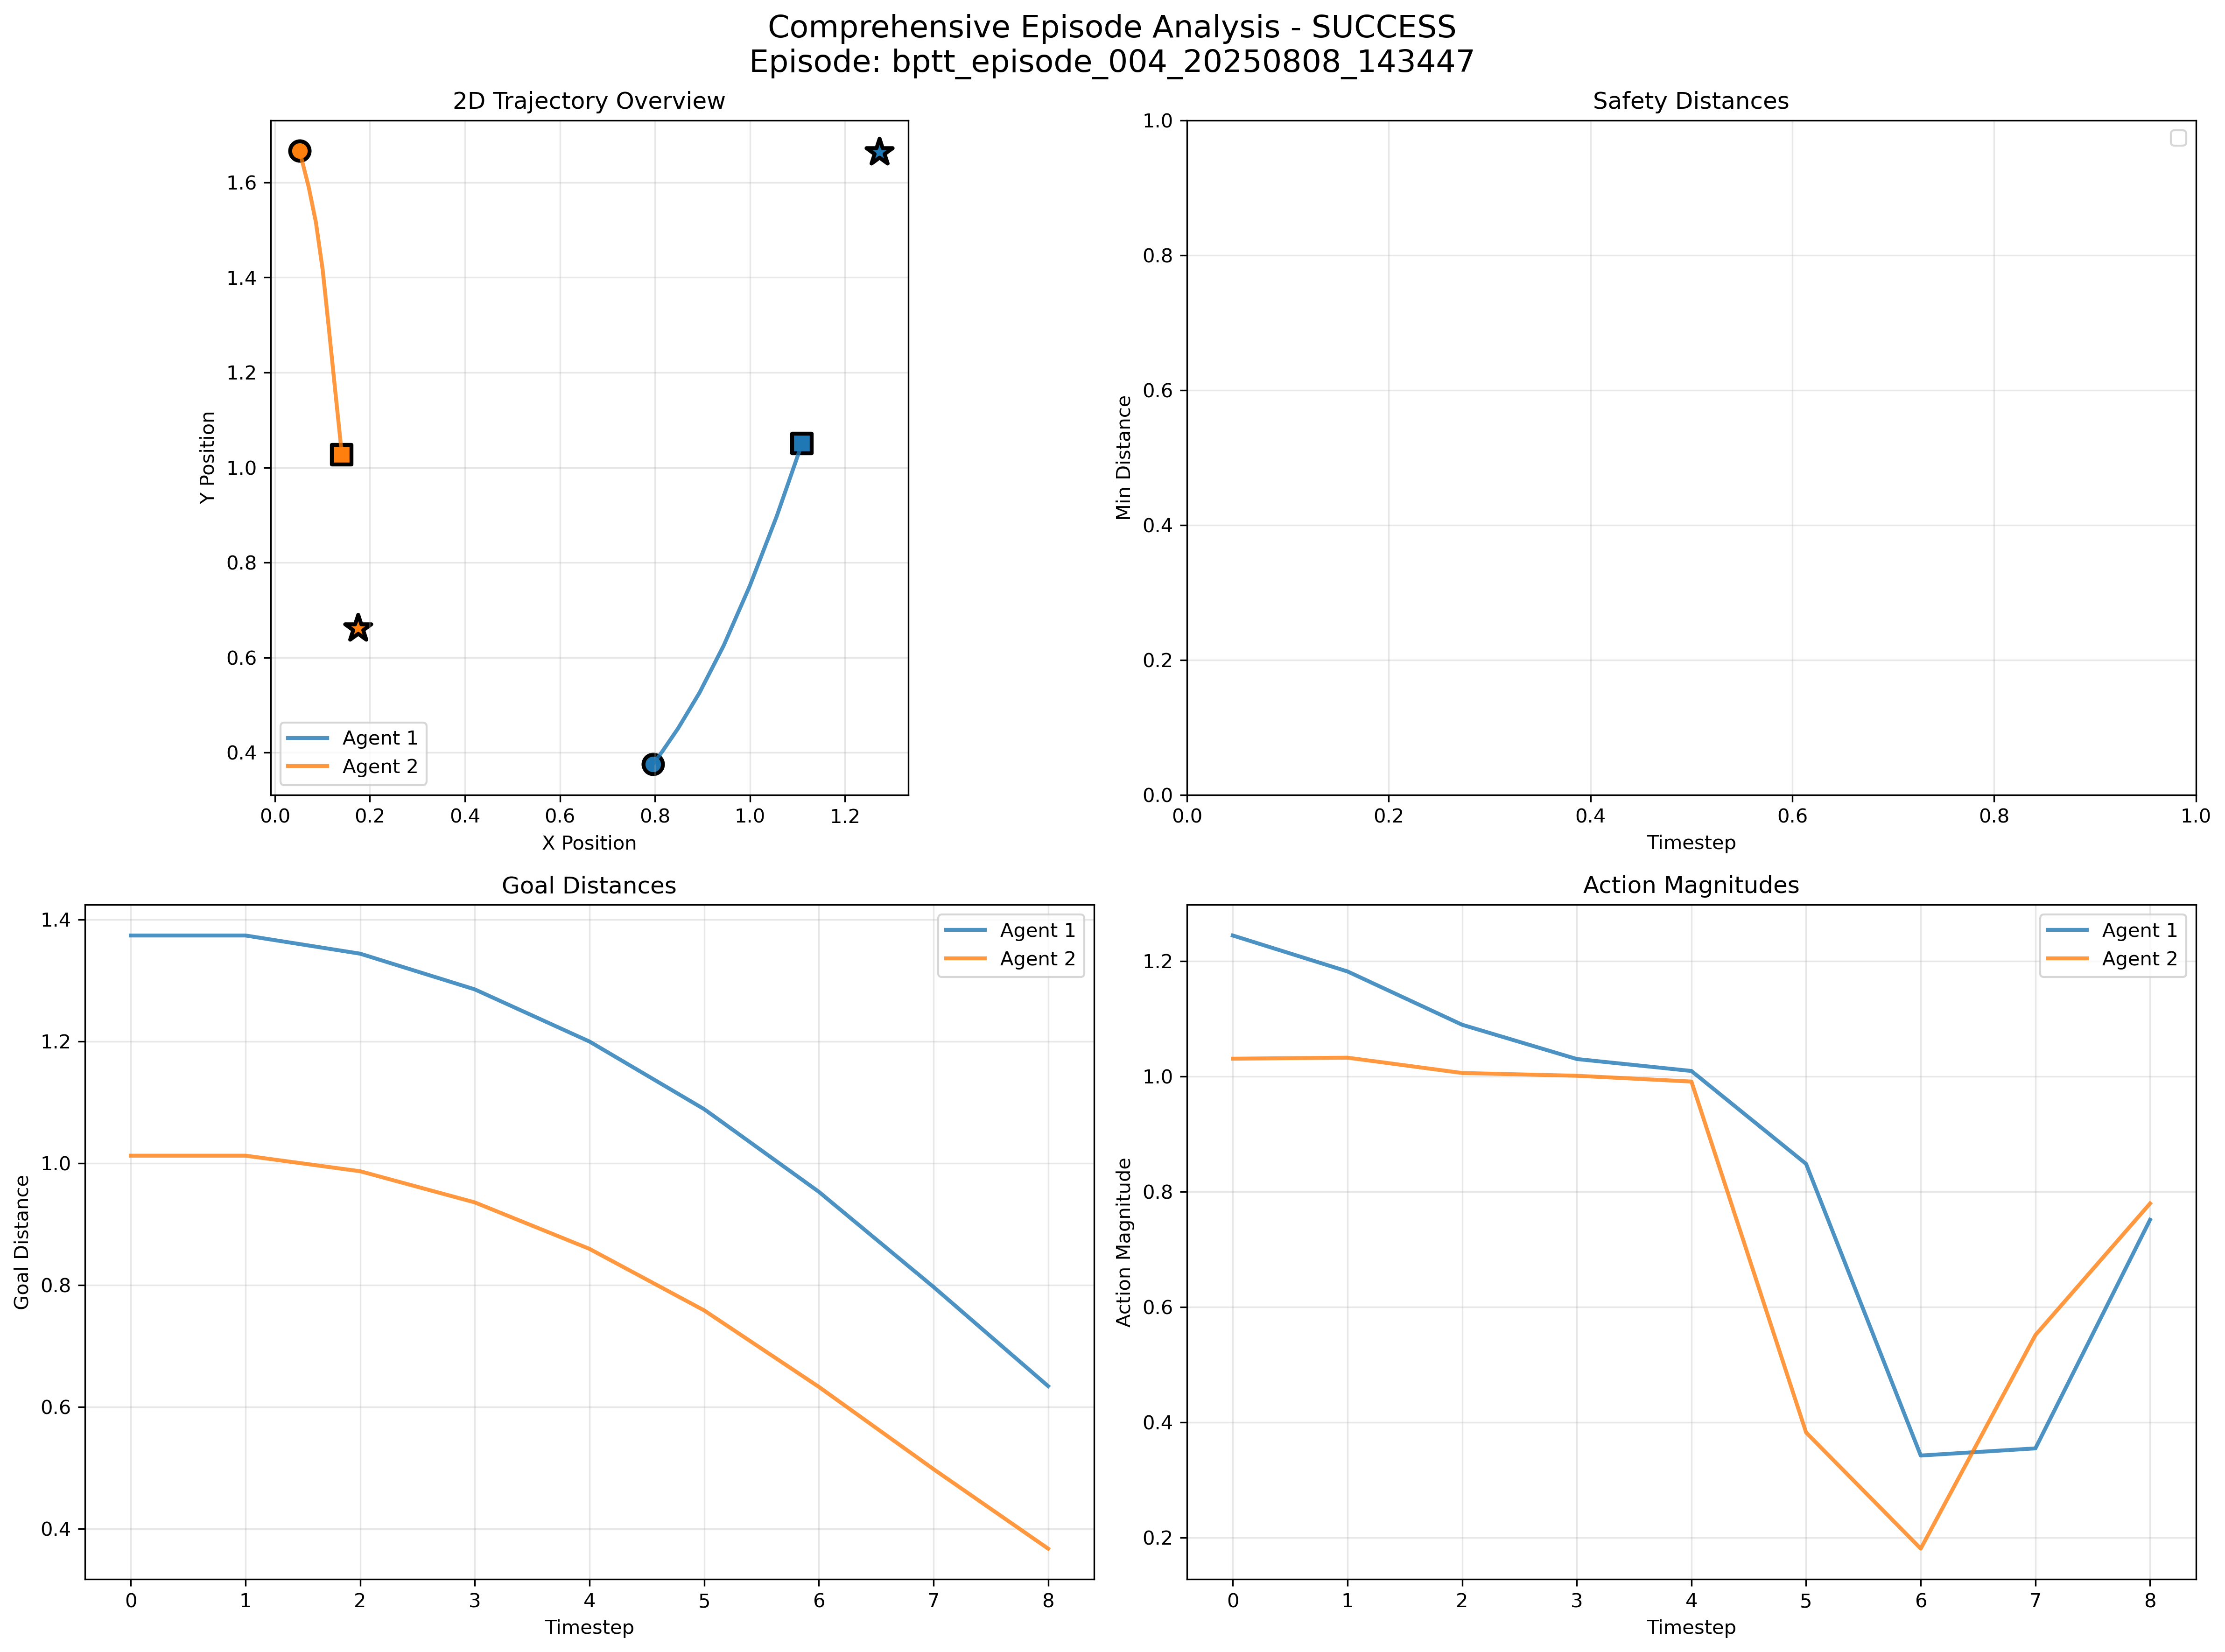 Comprehensive Episode Analysis - SUCCESS
Episode: bptt_episode_004_20250808_143447
2D Trajectory Overview
Y Position
1.6
1.4
1.2
1.0
0.8
0.6
0.4
Agent 1
Agent 2
0.0 0.2 0.4 0.6 0.8 1.0 1.2
X Position
Safety Distances
Min Distance
1.0
0.8
0.6
0.4
0.2
0.0
0.0 0.2 0.4 0.6 0.8 1.0
Timestep
Goal Distances
Goal Distance
1.4
1.2
1.0
0.8
0.6
0.4
Agent 1
Agent 2
0 1 2 3 4 5 6 7 8
Timestep
Action Magnitudes
Action Magnitude
1.2
1.0
0.8
0.6
0.4
0.2
Agent 1
Agent 2
0 1 2 3 4 5 6 7 8
Timestep